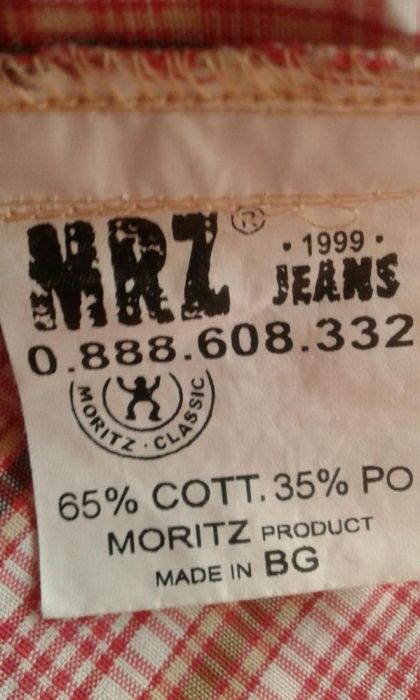 MRZ ®
• 1999 •
JEANS
0.888.608.332
MORITZ · CLASSIC
65% COTT. 35% PO
MORITZ PRODUCT
MADE IN BG